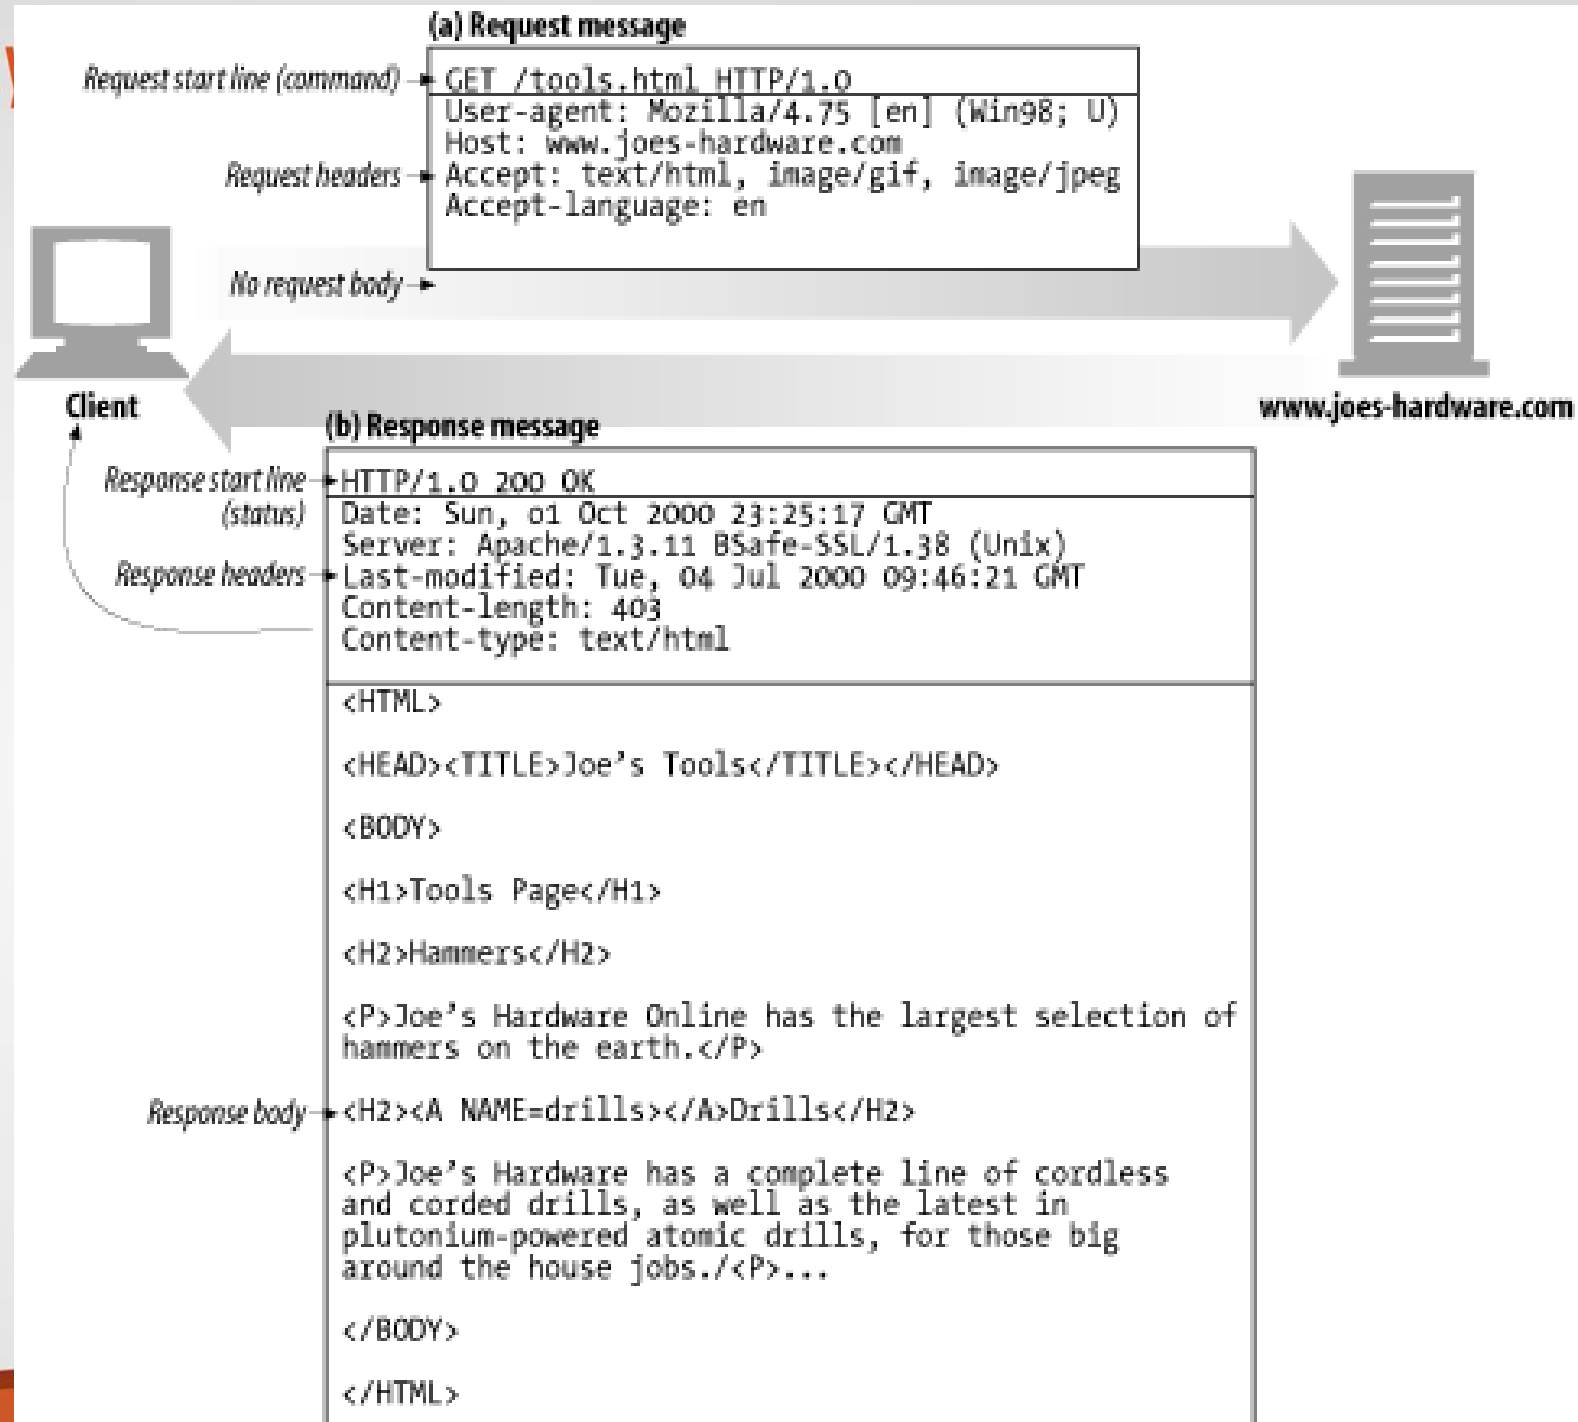 (a) Request message
Request start line (command)
GET /tools.html HTTP/1.0
User-agent: Mozilla/4.75 [en] (Win98; U)
Host: www.joes-hardware.com
Request headers
Accept: text/html, image/gif, image/jpeg
Accept-language: en
No request body
Client
www.joes-hardware.com
(b) Response message
Response start line
(status)
HTTP/1.0 200 OK
Date: Sun, 01 Oct 2000 23:25:17 GMT
Server: Apache/1.3.11 BSafe-SSL/1.38 (Unix)
Response headers
Last-modified: Tue, 04 Jul 2000 09:46:21 GMT
Content-length: 403
Content-type: text/html
<HTML>
<HEAD><TITLE>Joe's Tools</TITLE></HEAD>
<BODY>
<H1>Tools Page</H1>
<H2>Hammers</H2>
<P>Joe's Hardware Online has the largest selection of
hammers on the earth.</P>
Response body
<H2><A NAME=drills></A>Drills</H2>
<P>Joe's Hardware has a complete line of cordless
and corded drills, as well as the latest in
plutonium-powered atomic drills, for those big
around the house jobs./<P>...
</BODY>
</HTML>